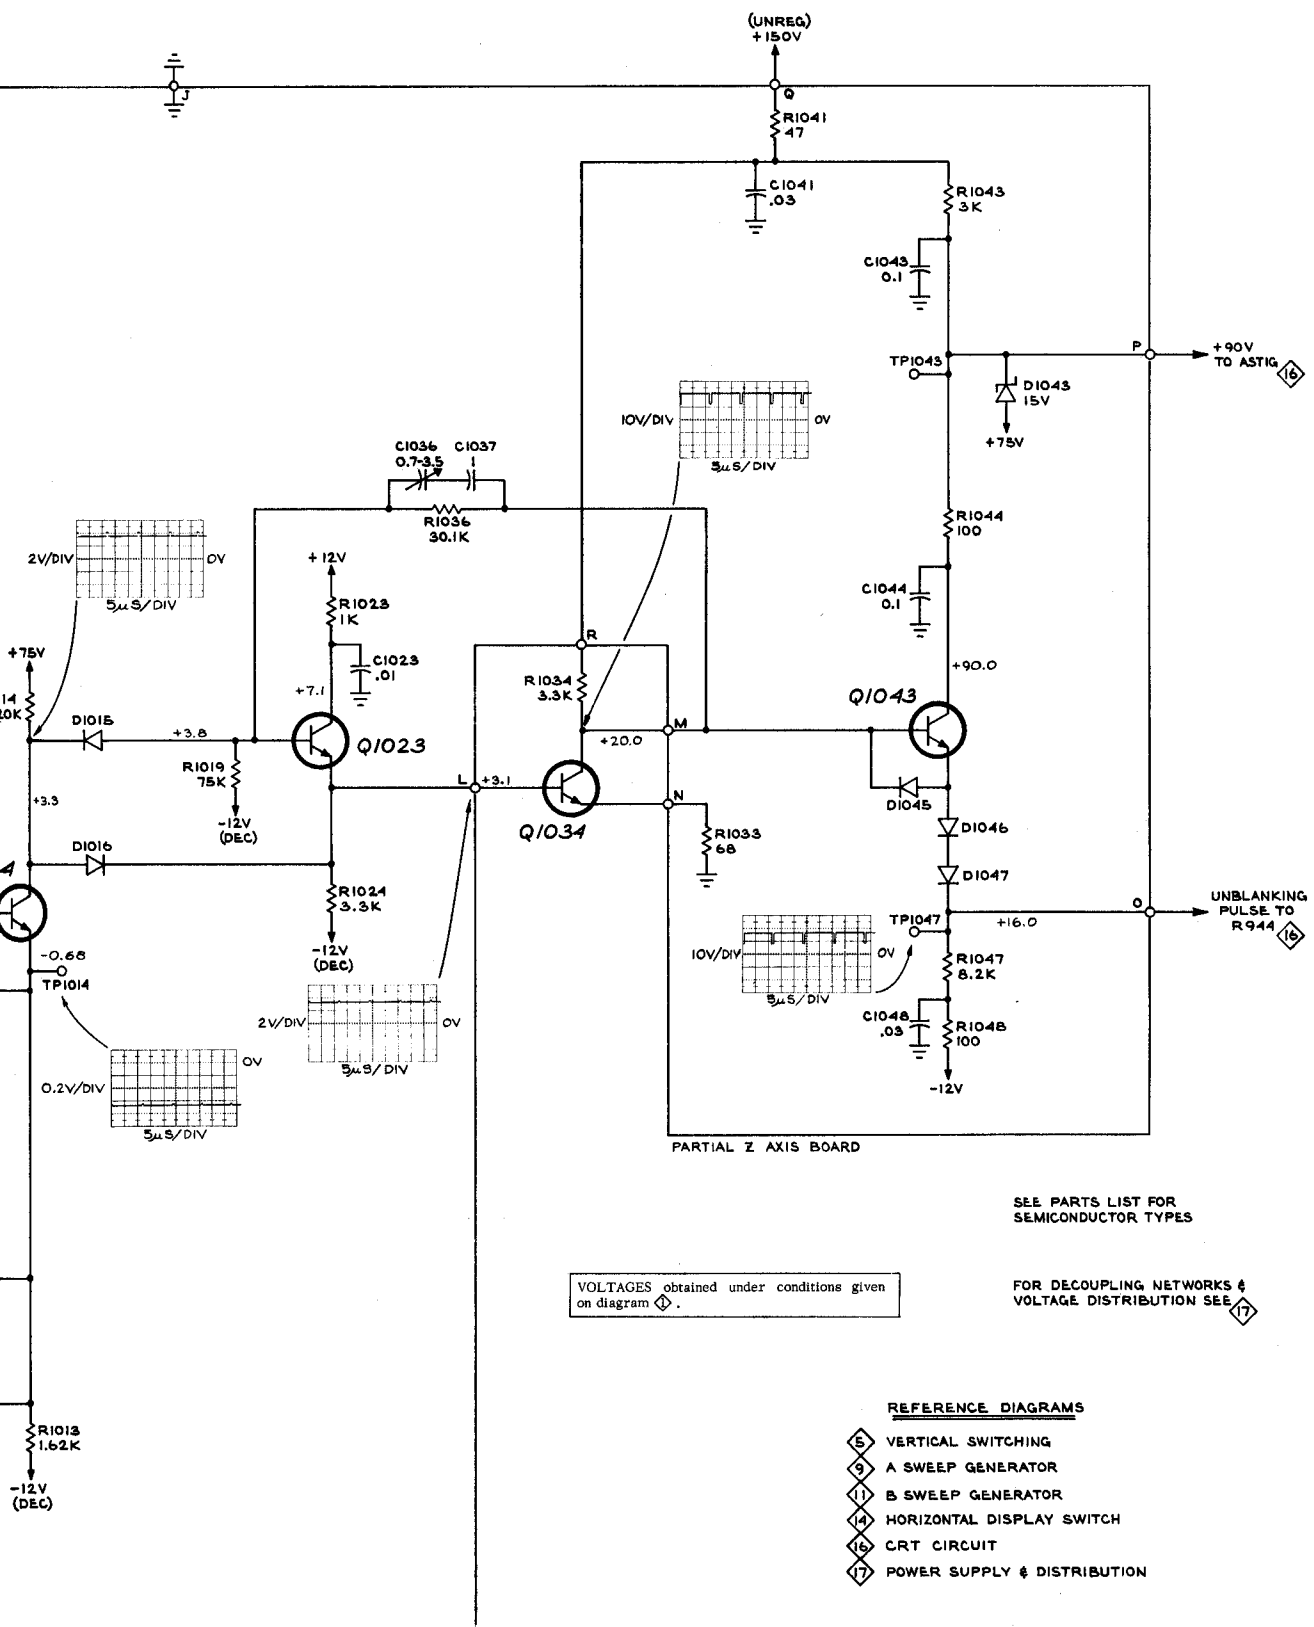 (UNREG)
+150V
J
Q
R1041
47
C1041
.03
R1043
3K
C1043
0.1
P
+90V
TO ASTIG
16
TP1043
D1043
15V
+75V
10V/DIV
0V
5μS/DIV
C1036
0.7-3.5
C1037
1
R1036
30.1K
R1044
100
C1044
0.1
2V/DIV
0V
5μS/DIV
+12V
R1023
1K
C1023
.01
+7.1
R
R1034
3.3K
+90.0
Q1043
+75V
14
20K
D1015
+3.8
R1019
75K
-12V
(DEC)
Q1023
M
+20.0
L
+3.1
Q1034
N
R1033
68
D1045
D1046
D1047
+3.3
D1016
4
R1024
3.3K
-12V
(DEC)
O
UNBLANKING
PULSE TO
R944
16
TP1047
+16.0
10V/DIV
0V
5μS/DIV
R1047
8.2K
C1048
.03
R1048
100
-12V
-0.68
TP1014
2V/DIV
0V
5μS/DIV
0V
0.2V/DIV
5μS/DIV
PARTIAL Z AXIS BOARD
SEE PARTS LIST FOR
SEMICONDUCTOR TYPES
VOLTAGES obtained under conditions given
on diagram 1 .
FOR DECOUPLING NETWORKS &
VOLTAGE DISTRIBUTION SEE 17
R1013
1.62K
-12V
(DEC)
REFERENCE DIAGRAMS
5 VERTICAL SWITCHING
9 A SWEEP GENERATOR
11 B SWEEP GENERATOR
14 HORIZONTAL DISPLAY SWITCH
16 CRT CIRCUIT
17 POWER SUPPLY & DISTRIBUTION